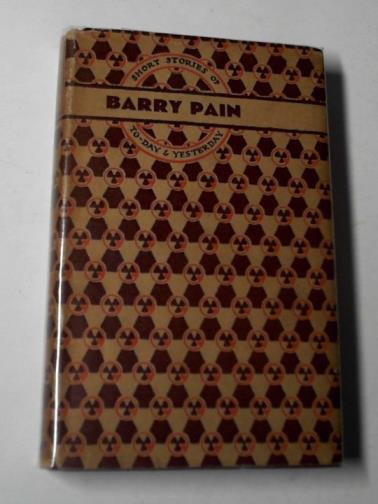 SHORT STORIES OF
BARRY PAIN
TO-DAY & YESTERDAY